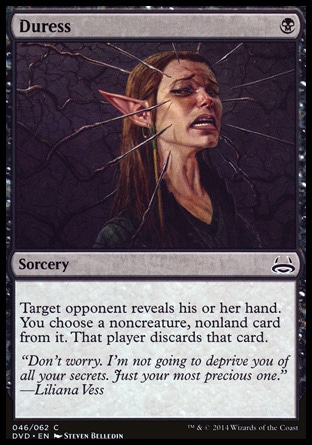 Duress
Sorcery
Target opponent reveals his or her hand.
You choose a noncreature, nonland card
from it. That player discards that card.
"Don't worry. I'm not going to deprive you of
all your secrets. Just your most precious one."
—Liliana Vess
046/062 C
DVD • EN Steven Belledin
™ & © 2014 Wizards of the Coast